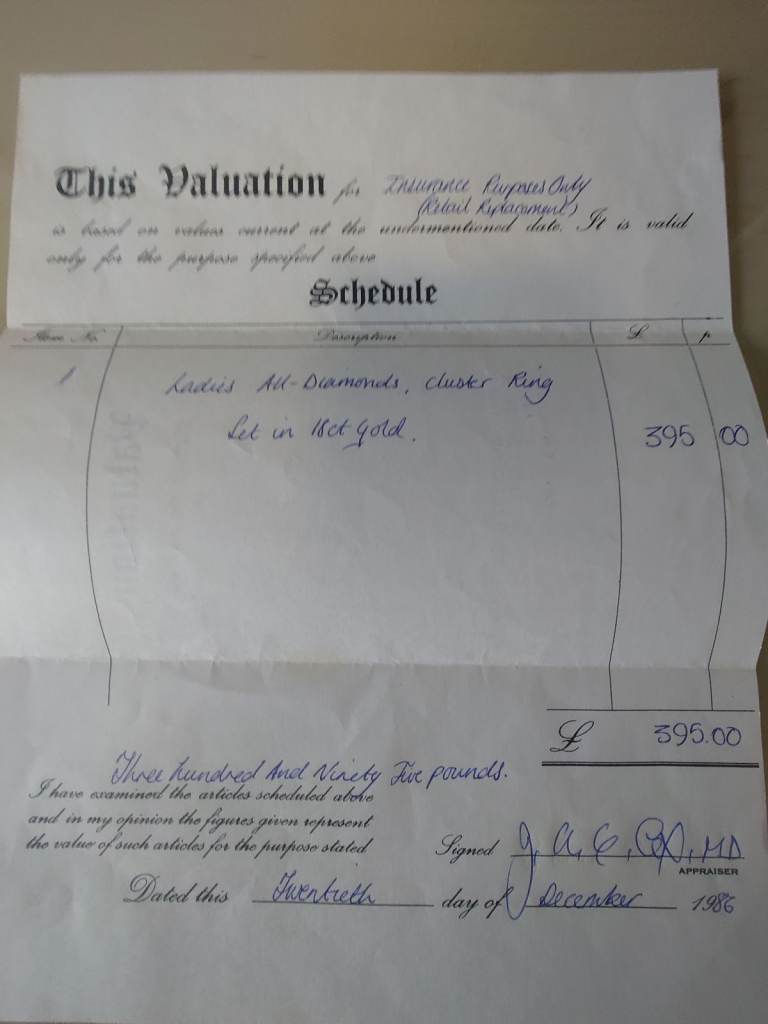 This Valuation for Insurance Purposes Only
(Retail Replacement)
is based on values current at the undermentioned date. It is valid
only for the purpose specified above
Schedule
Item No. Description £ p
1 Ladies All-Diamonds, Cluster Ring
Set in 18ct Gold. 395 00
£ 395.00
Three hundred And Ninety Five pounds.
I have examined the articles scheduled above
and in my opinion the figures given represent
the value of such articles for the purpose stated
Signed
APPRAISER
Dated this Twentieth day of December 1986